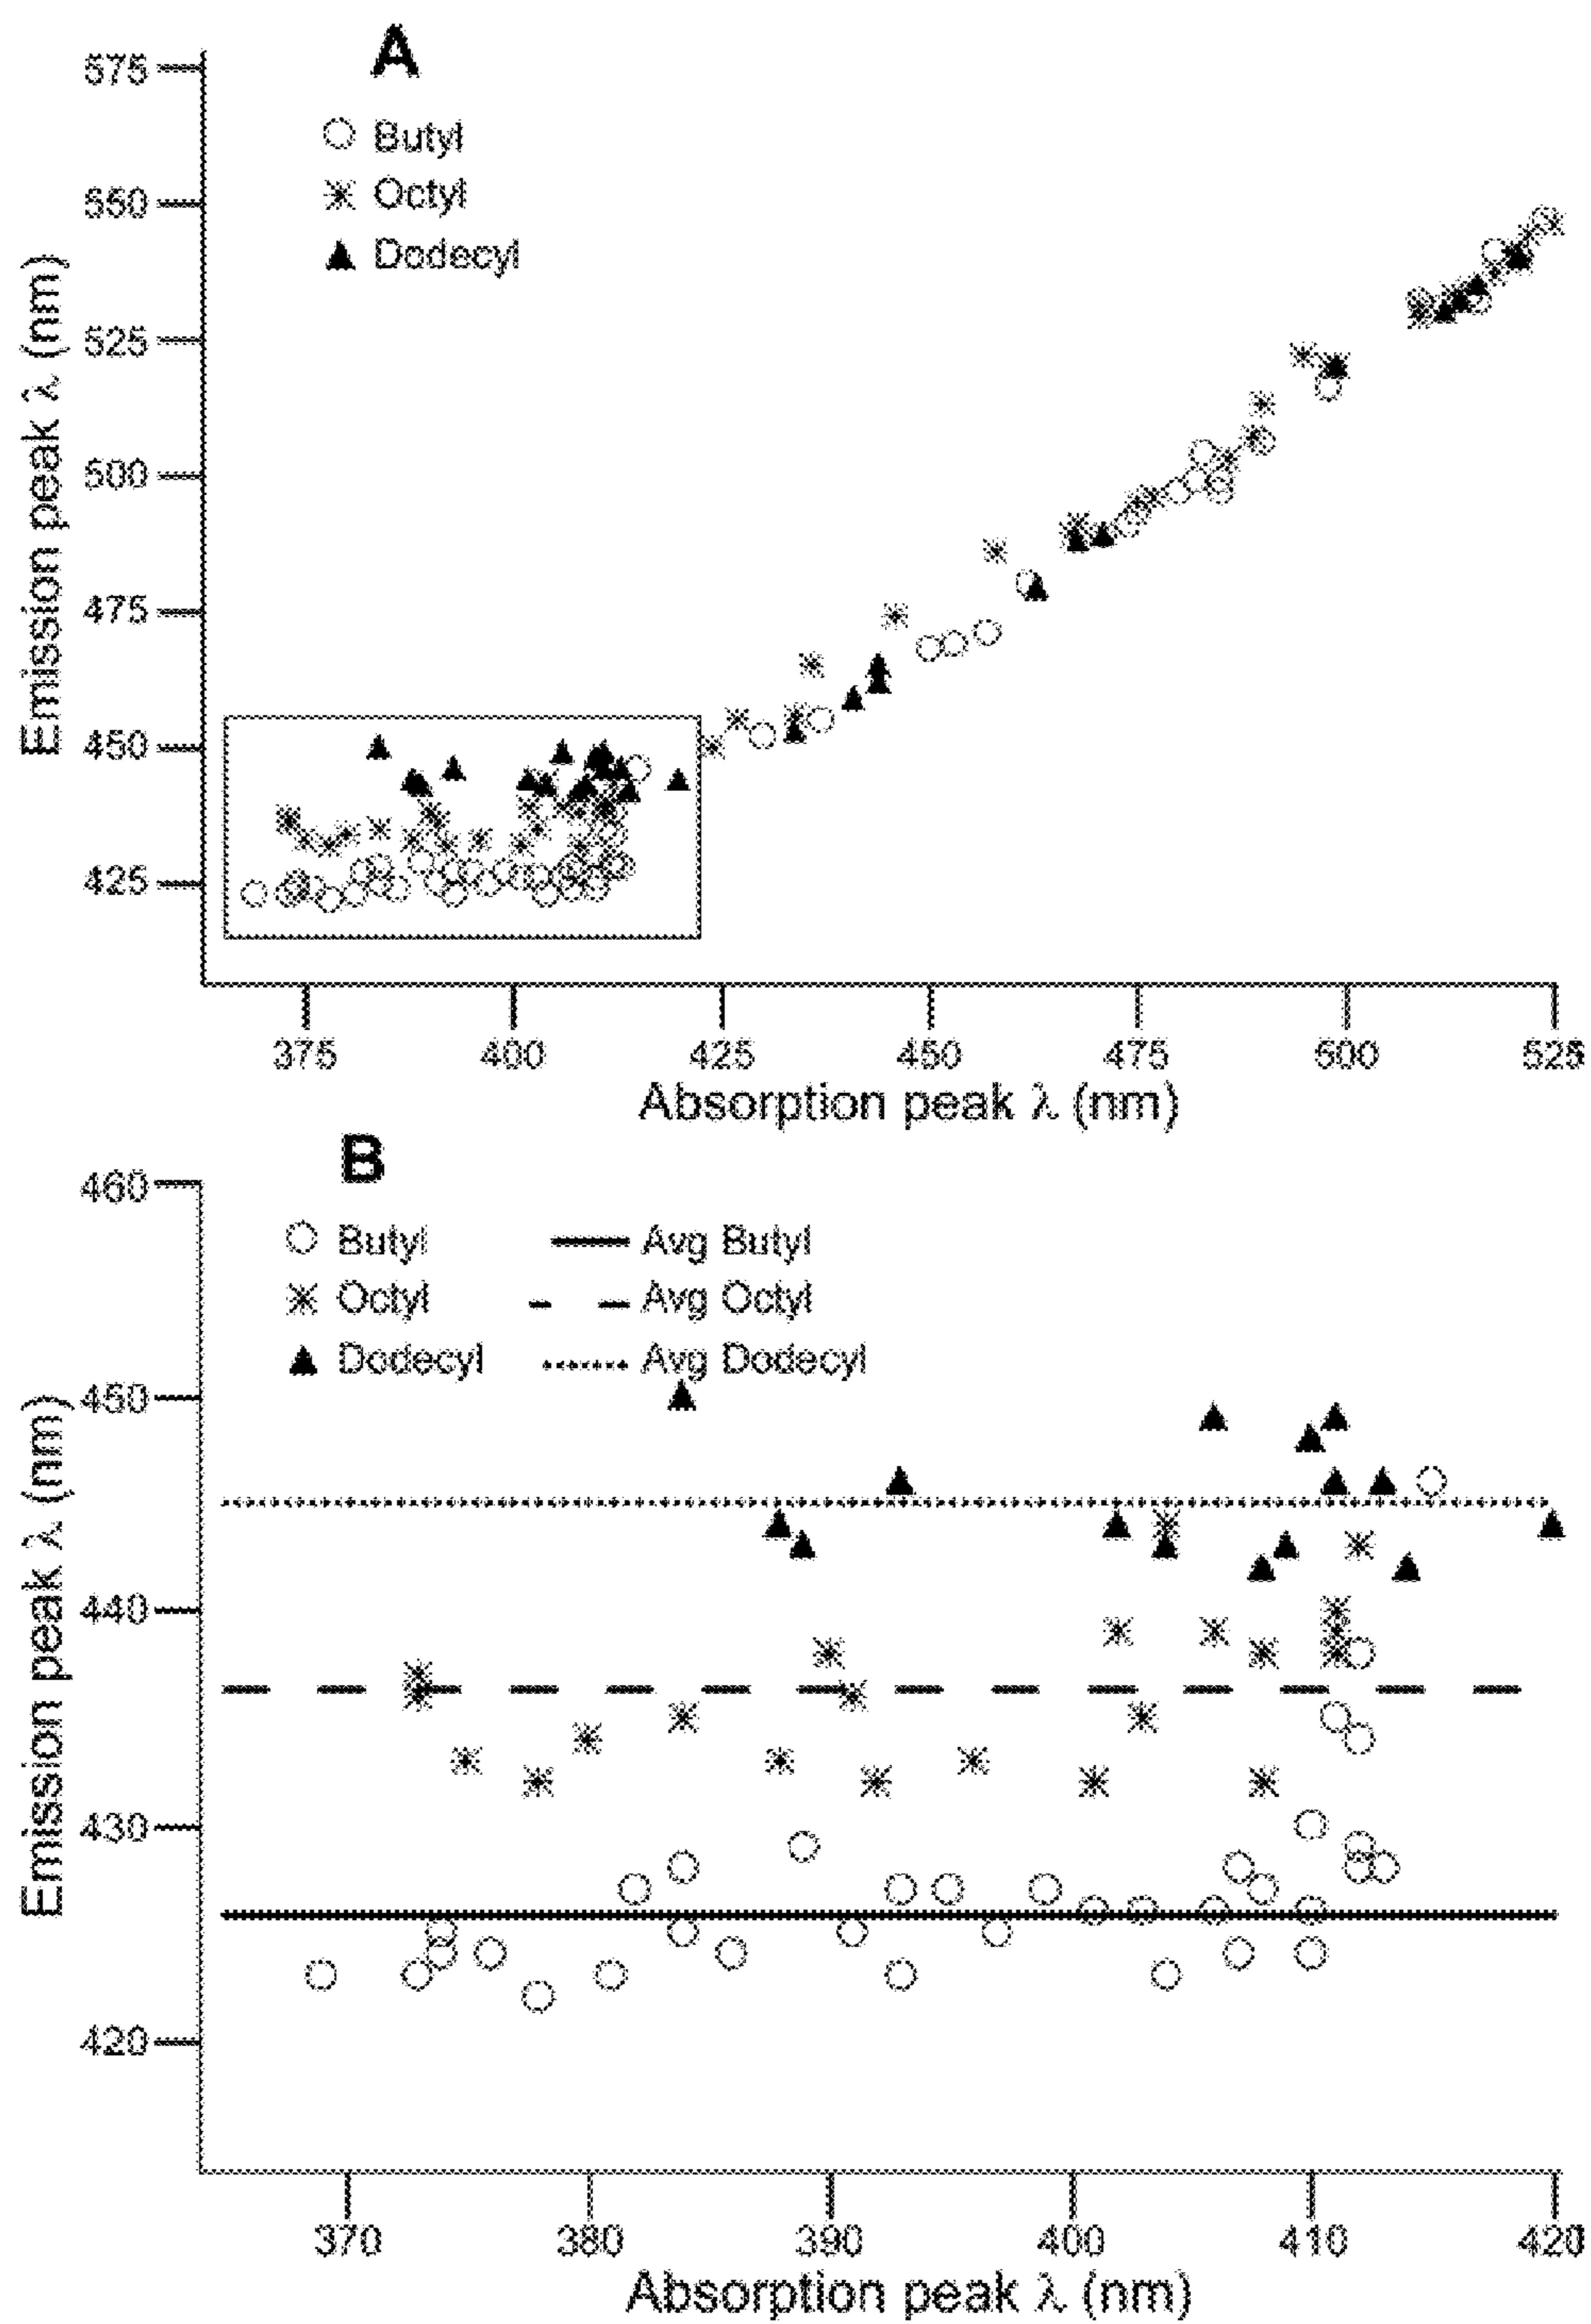 A
575
550
525
500
475
450
425
Emission peak λ (nm)
Butyl
Octyl
Dodecyl
375 400 425 450 475 500 525
Absorption peak λ (nm)
B
460
450
440
430
420
Emission peak λ (nm)
Butyl Avg Butyl
Octyl Avg Octyl
Dodecyl Avg Dodecyl
370 380 390 400 410 420
Absorption peak λ (nm)